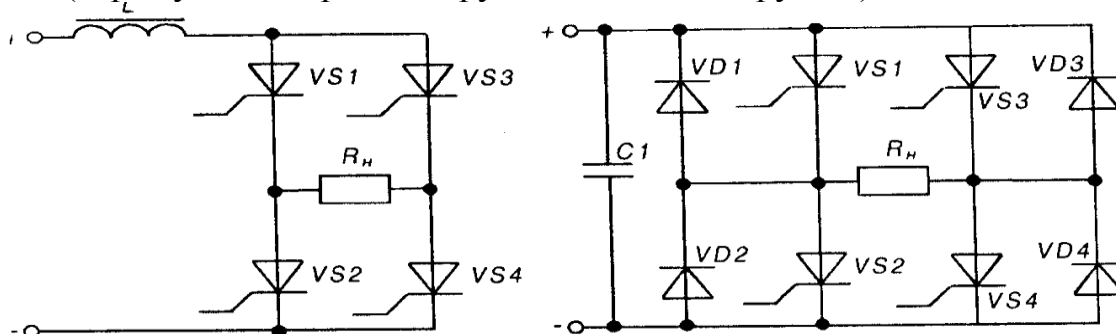 L
+
VS1
VS3
Rн
VS2
VS4
-
+
VD1
VS1
VS3
VD3
C1
Rн
VD2
VS2
VS4
VD4
-